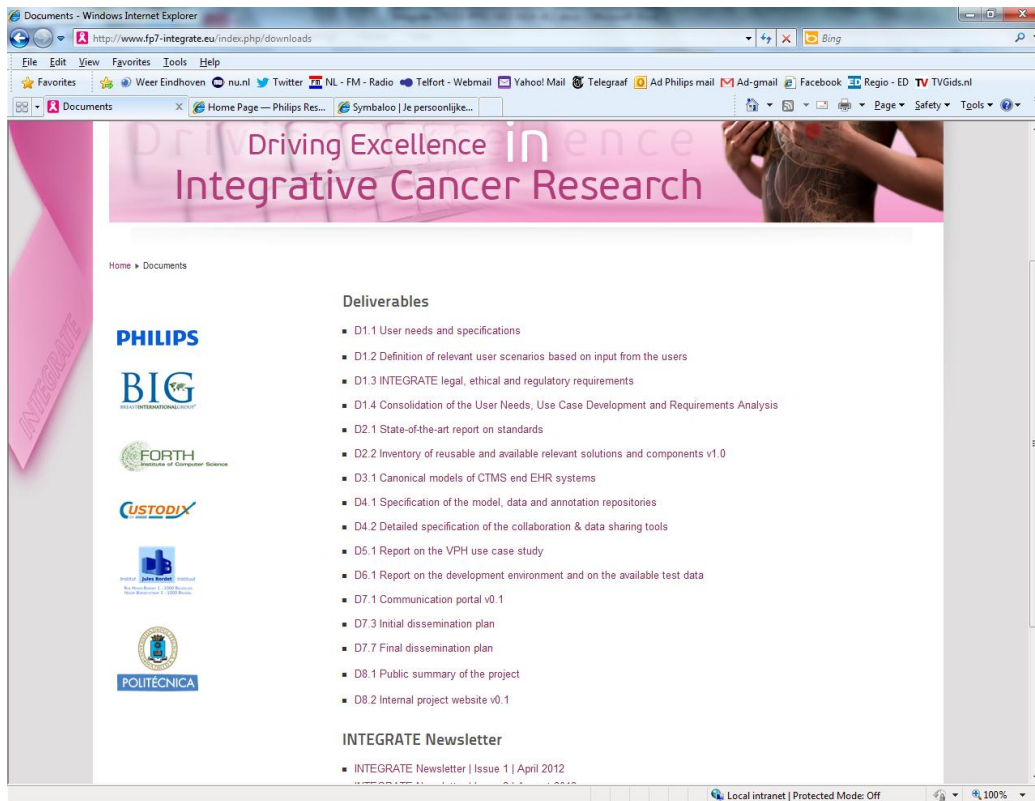 Documents - Windows Internet Explorer
http://www.fp7-integrate.eu/index.php/downloads
Bing
File Edit View Favorites Tools Help
Favorites Weer Eindhoven nu.nl Twitter NL - FM - Radio Telfort - Webmail Yahoo! Mail Telegraaf Ad Philips mail Ad-gmail Facebook Regio - ED TVGids.nl
Documents Home Page — Philips Res... Symbaloo | Je persoonlijke... Page Safety Tools
Driving Excellence in
Integrative Cancer Research
INTEGRATE
Home Documents
Deliverables
D1.1 User needs and specifications
PHILIPS
D1.2 Definition of relevant user scenarios based on input from the users
D1.3 INTEGRATE legal, ethical and regulatory requirements
BIG
BREAST INTERNATIONAL GROUP
D1.4 Consolidation of the User Needs, Use Case Development and Requirements Analysis
D2.1 State-of-the-art report on standards
FORTH
Institute of Computer Science
D2.2 Inventory of reusable and available relevant solutions and components v1.0
D3.1 Canonical models of CTMS end EHR systems
CUSTODIX
D4.1 Specification of the model, data and annotation repositories
D4.2 Detailed specification of the collaboration & data sharing tools
D5.1 Report on the VPH use case study
Institut Jules Bordet Instituut
D6.1 Report on the development environment and on the available test data
D7.1 Communication portal v0.1
D7.3 Initial dissemination plan
D7.7 Final dissemination plan
POLITÉCNICA
D8.1 Public summary of the project
D8.2 Internal project website v0.1
INTEGRATE Newsletter
INTEGRATE Newsletter | Issue 1 | April 2012
Local intranet | Protected Mode: Off 100%